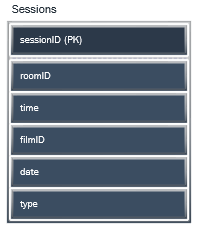 Sessions
sessionID (PK)
roomID
time
filmID
date
type